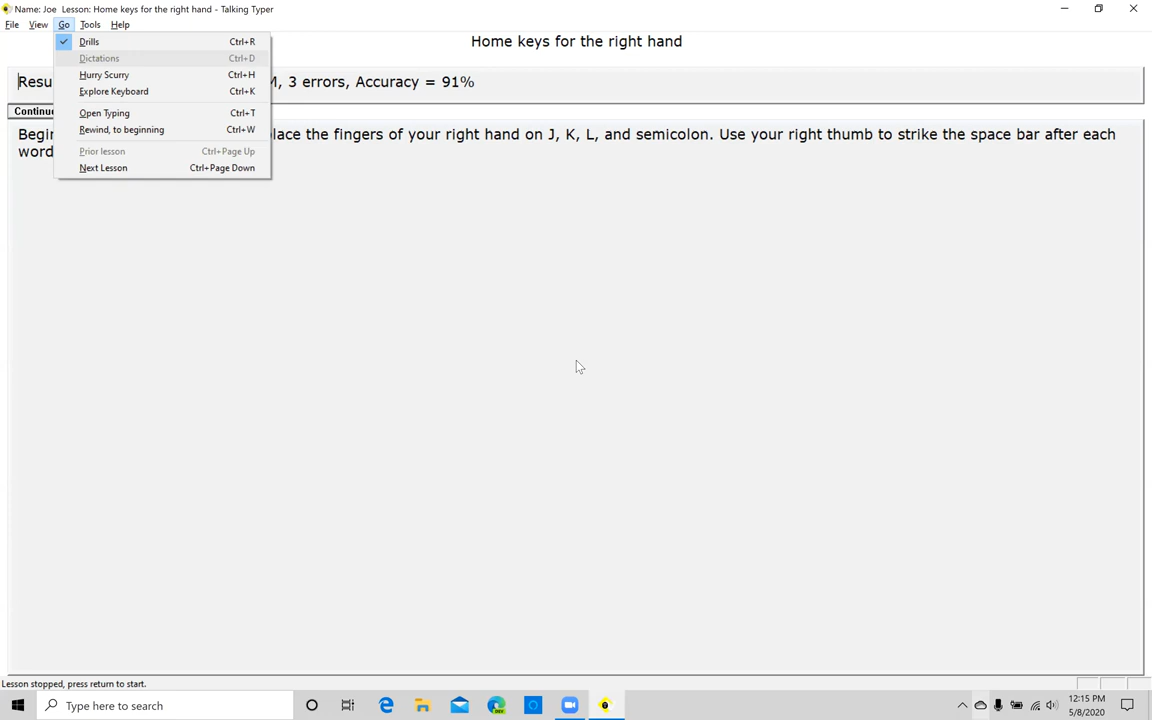 Name: Joe Lesson: Home keys for the right hand - Talking Typer
File View Go Tools Help
Drills Ctrl+R
Dictations Ctrl+D
Hurry Scurry Ctrl+H
Explore Keyboard Ctrl+K
Open Typing Ctrl+T
Rewind, to beginning Ctrl+W
Prior lesson Ctrl+Page Up
Next Lesson Ctrl+Page Down
Home keys for the right hand
3 errors, Accuracy = 91%
lace the fingers of your right hand on J, K, L, and semicolon. Use your right thumb to strike the space bar after each
word
Lesson stopped, press return to start.
Type here to search
DEV
12:15 PM
5/8/2020